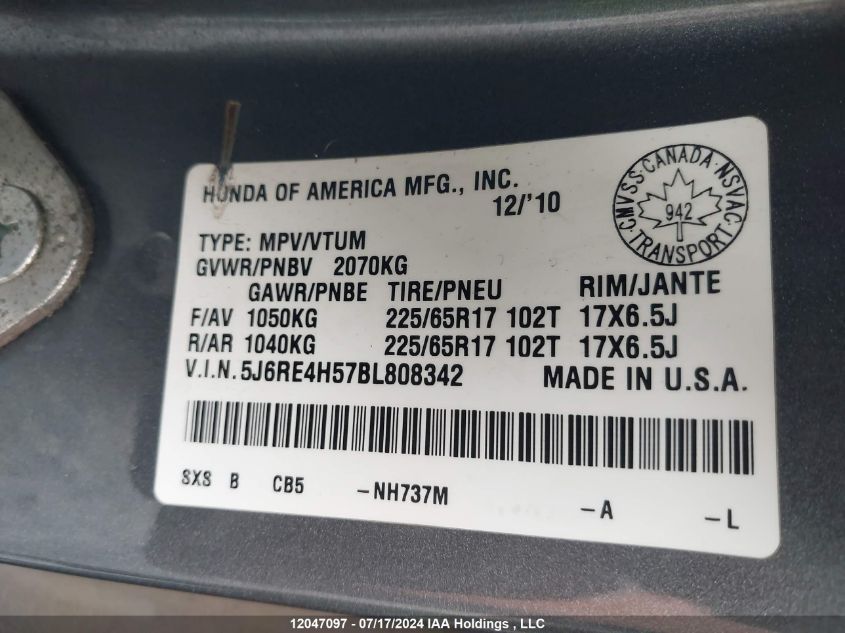 HONDA OF AMERICA MFG., INC.
12/'10
CMVSS·CANADA·NSVAC·TRANSPORT·
942
TYPE: MPV/VTUM
GVWR/PNBV 2070KG
GAWR/PNBE TIRE/PNEU RIM/JANTE
F/AV 1050KG 225/65R17 102T 17X6.5J
R/AR 1040KG 225/65R17 102T 17X6.5J
V.I.N.5J6RE4H57BL808342 MADE IN U.S.A.
SXS B CB5 -NH737M -A -L
12047097 - 07/17/2024 IAA Holdings , LLC